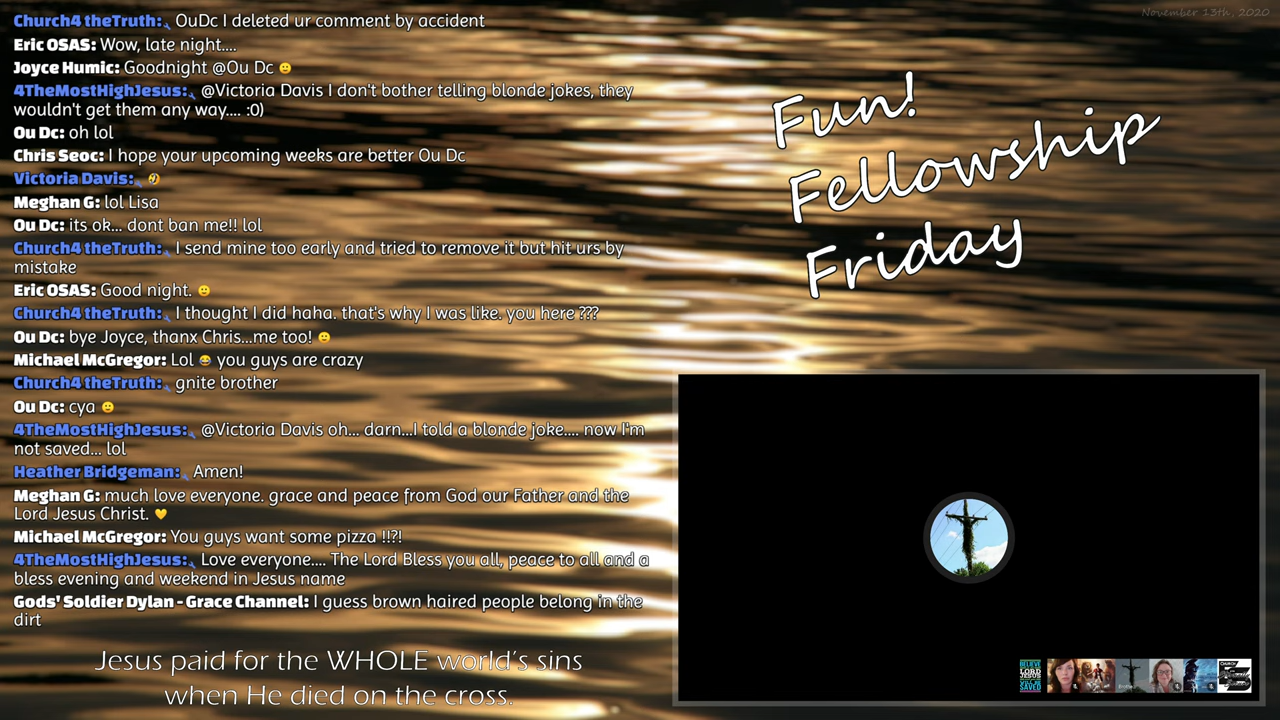 November 13th, 2020
Church4 theTruth: OuDc I deleted ur comment by accident
Eric OSAS: Wow, late night....
Joyce Humic: Goodnight @Ou Dc 🙂
4TheMostHighJesus: @Victoria Davis I don't bother telling blonde jokes, they
wouldn't get them any way.... :0)
Ou Dc: oh lol
Chris Seoc: I hope your upcoming weeks are better Ou Dc
Victoria Davis: 🤣
Meghan G: lol Lisa
Ou Dc: its ok... dont ban me!! lol
Church4 theTruth: I send mine too early and tried to remove it but hit urs by
mistake
Eric OSAS: Good night. 🙂
Church4 theTruth: I thought I did haha. that's why I was like. you here ???
Ou Dc: bye Joyce, thanx Chris...me too! 🙂
Michael McGregor: Lol 😂 you guys are crazy
Church4 theTruth: gnite brother
Ou Dc: cya 🙂
4TheMostHighJesus: @Victoria Davis oh... darn...I told a blonde joke.... now I'm
not saved... lol
Heather Bridgeman: Amen!
Meghan G: much love everyone. grace and peace from God our Father and the
Lord Jesus Christ. 💛
Michael McGregor: You guys want some pizza !!?!
4TheMostHighJesus: Love everyone.... The Lord Bless you all, peace to all and a
bless evening and weekend in Jesus name
Gods' Soldier Dylan - Grace Channel: I guess brown haired people belong in the
dirt
Jesus paid for the WHOLE world's sins
when He died on the cross.
Fun!
Fellowship
Friday
BELIEVE
LORD
JESUS
SAVED